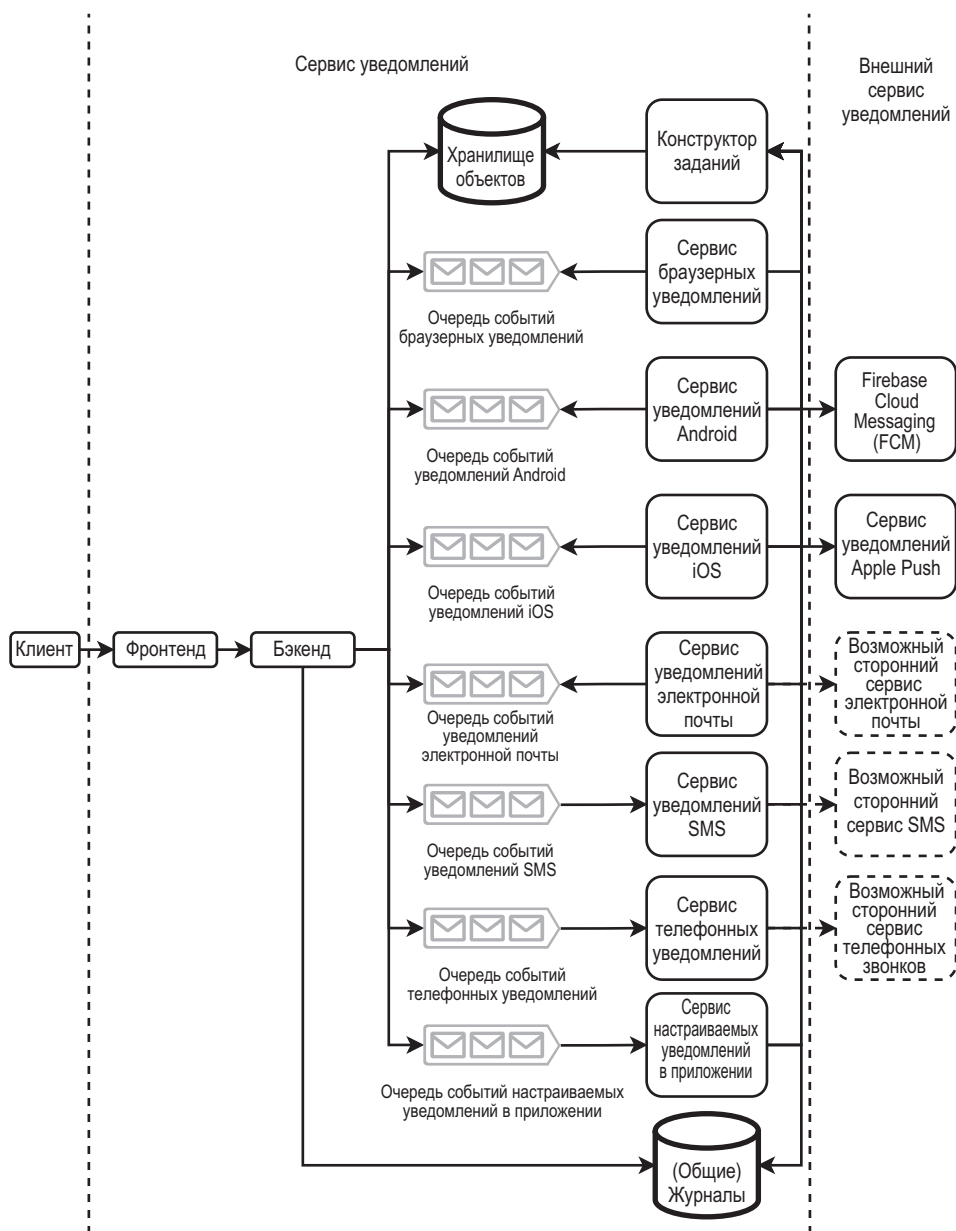 Сервис уведомлений
Внешний
сервис
уведомлений
Хранилище
объектов
Конструктор
заданий
Очередь событий
браузерных уведомлений
Сервис
браузерных
уведомлений
Очередь событий
уведомлений Android
Сервис
уведомлений
Android
Firebase
Cloud
Messaging
(FCM)
Очередь событий
уведомлений iOS
Сервис
уведомлений
iOS
Сервис
уведомлений
Apple Push
Клиент
Фронтенд
Бэкенд
Очередь событий
уведомлений
электронной почты
Сервис
уведомлений
электронной
почты
Возможный
сторонний
сервис
электронной
почты
Очередь событий
уведомлений SMS
Сервис
уведомлений
SMS
Возможный
сторонний
сервис SMS
Очередь событий
телефонных уведомлений
Сервис
телефонных
уведомлений
Возможный
сторонний
сервис
телефонных
звонков
Очередь событий настраиваемых
уведомлений в приложении
Сервис
настраиваемых
уведомлений
в приложении
(Общие)
Журналы